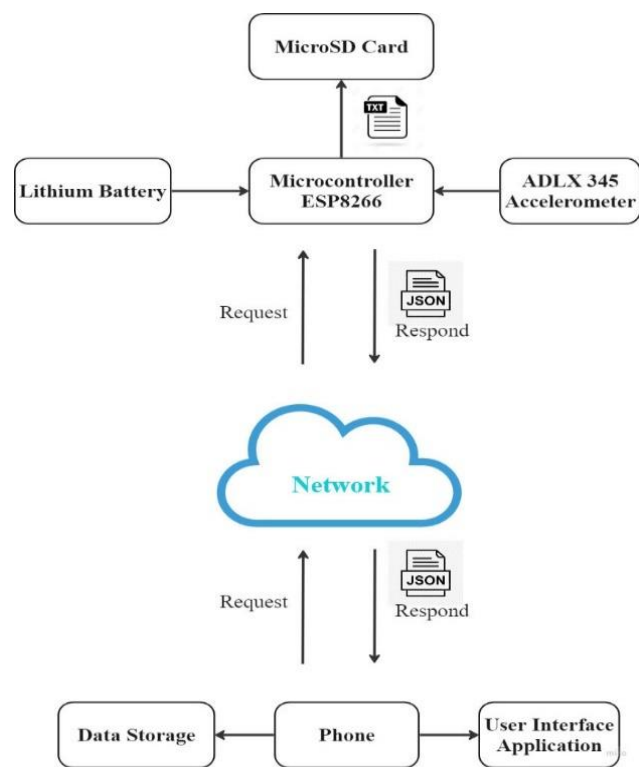 MicroSD Card
TXT
Lithium Battery
Microcontroller
ESP8266
ADLX 345
Accelerometer
Request
JSON
Respond
Network
Request
JSON
Respond
Data Storage
Phone
User Interface
Application
miro